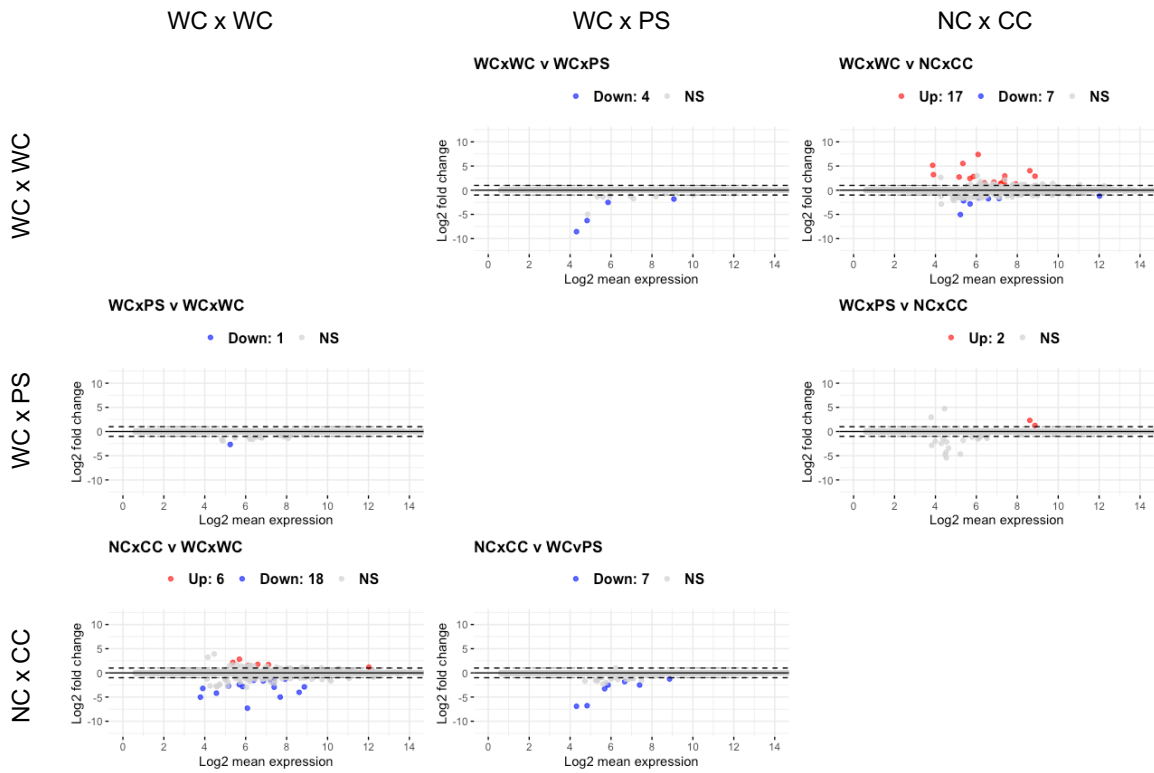 WC x WC
WC x PS
NC x CC
WC x WC
WCxWC v WCxPS
Down: 4 NS
Log2 fold change
10
5
0
-5
-10
0 2 4 6 8 10 12 14
Log2 mean expression
WCxWC v NCxCC
Up: 17 Down: 7 NS
Log2 fold change
10
5
0
-5
-10
0 2 4 6 8 10 12 14
Log2 mean expression
WC x PS
WCxPS v WCxWC
Down: 1 NS
Log2 fold change
10
5
0
-5
-10
0 2 4 6 8 10 12 14
Log2 mean expression
WCxPS v NCxCC
Up: 2 NS
Log2 fold change
10
5
0
-5
-10
0 2 4 6 8 10 12 14
Log2 mean expression
NC x CC
NCxCC v WCxWC
Up: 6 Down: 18 NS
Log2 fold change
10
5
0
-5
-10
0 2 4 6 8 10 12 14
Log2 mean expression
NCxCC v WCvPS
Down: 7 NS
Log2 fold change
10
5
0
-5
-10
0 2 4 6 8 10 12 14
Log2 mean expression